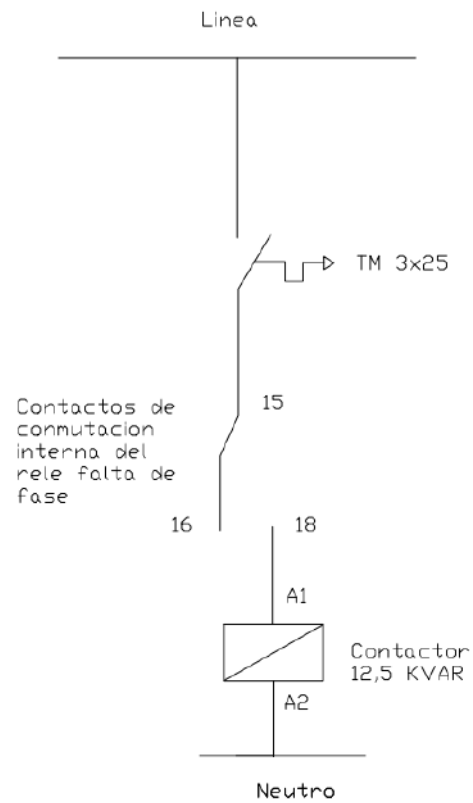 Linea
TM 3x25
15
Contactos de
conmutacion
interna del
rele falta de
fase
16
18
A1
Contactor
12,5 KVAR
A2
Neutro